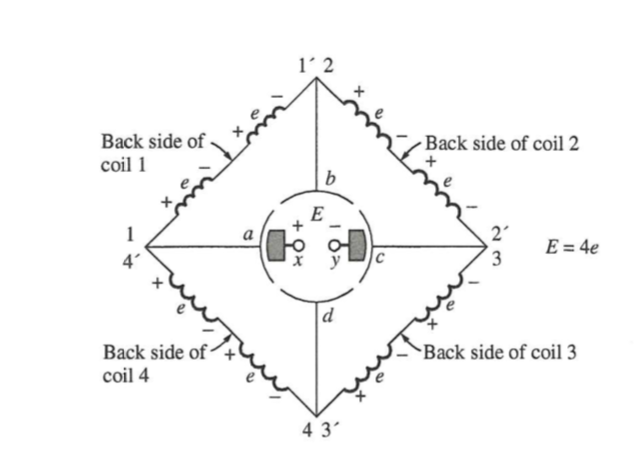 1´ 2
+
e
−
+
e
−
Back side of
coil 1
+
e
−
Back side of coil 2
+
e
−
b
E
1
4´
a
+
−
x
y
c
2´
3
E = 4e
+
e
−
d
−
e
+
Back side of
coil 4
+
e
−
Back side of coil 3
−
e
+
4 3´